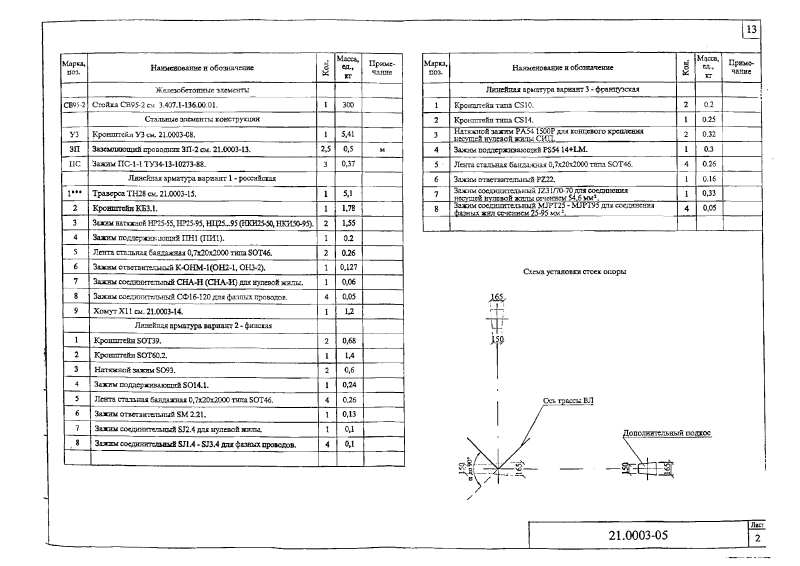 13
Марка, поз. Наименование и обозначение Кол. Масса, ед., кг Приме-чание
Железобетонные элементы
СВ95-2 Стойка СВ95-2 см 3.407.1-136.00.01. 1 300
Стальные элементы конструкции
У3 Кронштейн У3 см. 21.0003-08. 1 5,41
ЗП Заземляющий проводник ЗП-2 см. 21.0003-13. 2,5 0,5 м
ПС Зажим ПС-1-1 ТУ34-13-10273-88. 3 0,37
Линейная арматура вариант 1 - российская
1*** Траверса ТН28 см. 21.0003-15. 1 5,1
2 Кронштейн КБ3.1. 1 1,78
3 Зажим натяжной НР25-55, НР25-95, НЦ25...95 (НКН25-50, НКИ50-95). 2 1,55
4 Зажим поддерживающий ПН1 (ПИ1). 1 0.2
5 Лента стальная бандажная 0,7х20х2000 типа SOT46. 2 0.26
6 Зажим ответвительный К-ОНМ-1(ОН2-1, ОН3-2). 1 0,127
7 Зажим соединительный СНА-Н (СНА-Н) для нулевой жилы. 1 0,06
8 Зажим соединительный СФ16-120 для фазных проводов. 4 0,05
9 Хомут Х11 см. 21.0003-14. 1 1,2
Линейная арматура вариант 2 - финская
1 Кронштейн SOT39. 2 0,68
2 Кронштейн SOT60.2. 1 1,4
3 Натяжной зажим SO93. 2 0,6
4 Зажим поддерживающий SO14.1. 1 0,24
5 Лента стальная бандажная 0,7х20х2000 типа SOT46. 4 0.26
6 Зажим ответвительный SM 2.21. 1 0,13
7 Зажим соединительный SJ2.4 для нулевой жилы. 1 0,1
8 Зажим соединительный SJ1.4 - SJ3.4 для фазных проводов. 4 0,1
Марка, поз. Наименование и обозначение Кол. Масса, ед., кг Приме-чание
Линейная арматура вариант 3 - французская
1 Кронштейн типа CS10. 2 0.2
2 Кронштейн типа CS14. 1 0.25
3 Натяжной зажим PA54 1500P для концевого крепления
несущей нулевой жилы СИП. 2 0.32
4 Зажим поддерживающий PS54 14+LM. 1 0.3
5 Лента стальная бандажная 0,7х20х2000 типа SOT46. 4 0.26
6 Зажим ответвительный PZ22. 1 0.16
7 Зажим соединительный JZ31/70-70 для соединения
несущей нулевой жилы сечением 54,6 мм². 1 0,33
8 Зажим соединительный MJPT25 - MJPT95 для соединения
фазных жил сечением 25-95 мм². 4 0,05
Схема установки стоек опоры
165
150
Ось трассы ВЛ
Дополнительный подкос
150
α до 90°
165
150
165
21.0003-05
Лист
2